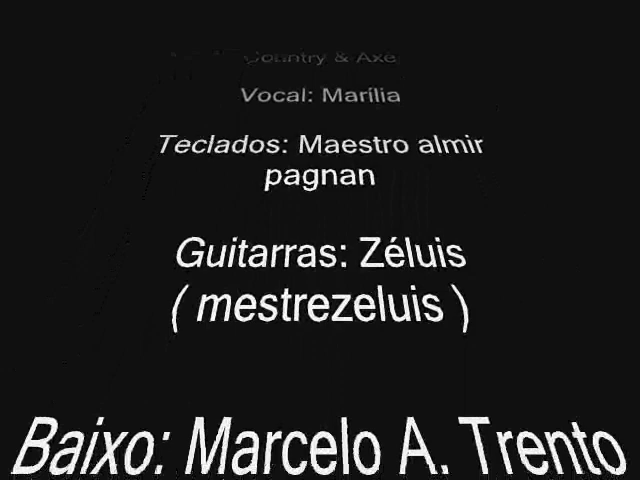 Country & Axe
Vocal: Marília
Teclados: Maestro almir
pagnan
Guitarras: Zéluis
( mestrezeluis )
Baixo: Marcelo A. Trento